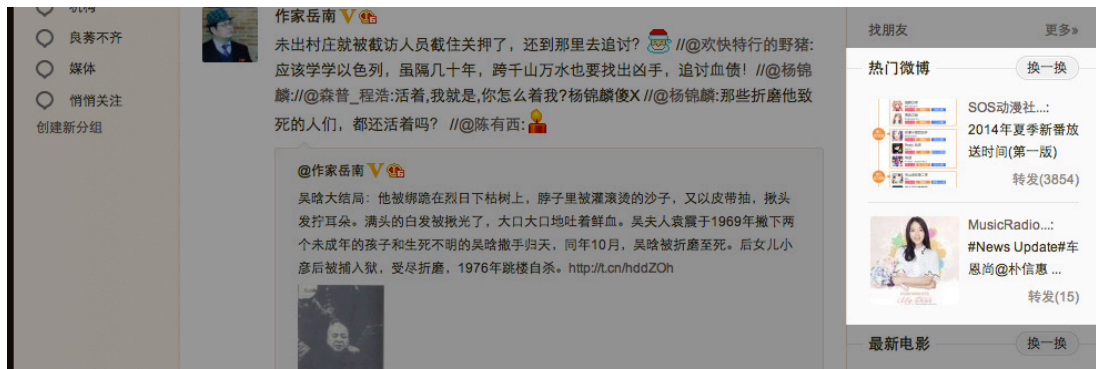 良莠不齐
媒体
悄悄关注
创建新分组
作家岳南
未出村庄就被截访人员截住关押了，还到那里去追讨？ //@欢快特行的野猪:
应该学学以色列，虽隔几十年，跨千山万水也要找出凶手，追讨血债！//@杨锦
麟://@森普_程浩:活着,我就是,你怎么着我?杨锦麟傻X //@杨锦麟:那些折磨他致
死的人们，都还活着吗？ //@陈有西:
@作家岳南
吴晗大结局：他被绑跪在烈日下枯树上，脖子里被灌滚烫的沙子，又以皮带抽，揪头
发拧耳朵。满头的白发被揪光了，大口大口地吐着鲜血。吴夫人袁震于1969年撇下两
个未成年的孩子和生死不明的吴晗撒手归天，同年10月，吴晗被折磨至死。后女儿小
彦后被捕入狱，受尽折磨，1976年跳楼自杀。http://t.cn/hddZOh
找朋友
更多»
热门微博
换一换
SOS动漫社...:
2014年夏季新番放
送时间(第一版)
转发(3854)
MusicRadio...:
#News Update#车
恩尚@朴信惠 ...
转发(15)
最新电影
换一换